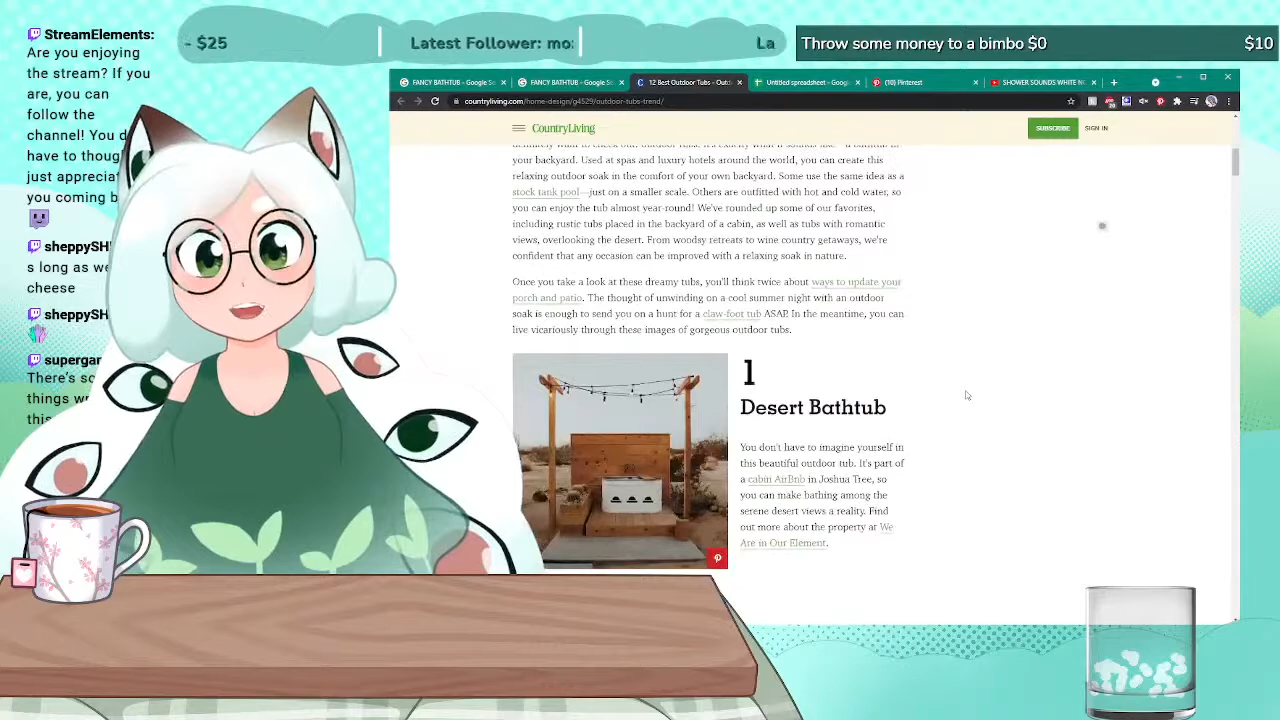 StreamElements:
Are you enjoying
the stream? If you
are, you can
follow the
channel! You d
have to though
just appreciat
you coming b
sheppySH
s long as we
cheese
sheppySH
supergar
There's so
things wr
this
- $25
Latest Follower: mo
La
Throw some money to a bimbo $0
$10
FANCY BATHTUB - Google Se
FANCY BATHTUB - Google Se
12 Best Outdoor Tubs - Outd
Untitled spreadsheet - Google
(10) Pinterest
SHOWER SOUNDS WHITE N
countryliving.com/home-design/g4529/outdoor-tubs-trend/
CountryLiving
SUBSCRIBE
SIGN IN
your backyard. Used at spas and luxury hotels around the world, you can create this
relaxing outdoor soak in the comfort of your own backyard. Some use the same idea as a
stock tank pool—just on a smaller scale. Others are outfitted with hot and cold water, so
you can enjoy the tub almost year-round! We've rounded up some of our favorites,
including rustic tubs placed in the backyard of a cabin, as well as tubs with romantic
views, overlooking the desert. From woodsy retreats to wine country getaways, we're
confident that any occasion can be improved with a relaxing soak in nature.
Once you take a look at these dreamy tubs, you'll think twice about ways to update your
porch and patio. The thought of unwinding on a cool summer night with an outdoor
soak is enough to send you on a hunt for a claw-foot tub ASAP. In the meantime, you can
live vicariously through these images of gorgeous outdoor tubs.
1
Desert Bathtub
You don't have to imagine yourself in
this beautiful outdoor tub. It's part of
a cabin AirBnb in Joshua Tree, so
you can make bathing among the
serene desert views a reality. Find
out more about the property at We
Are in Our Element.